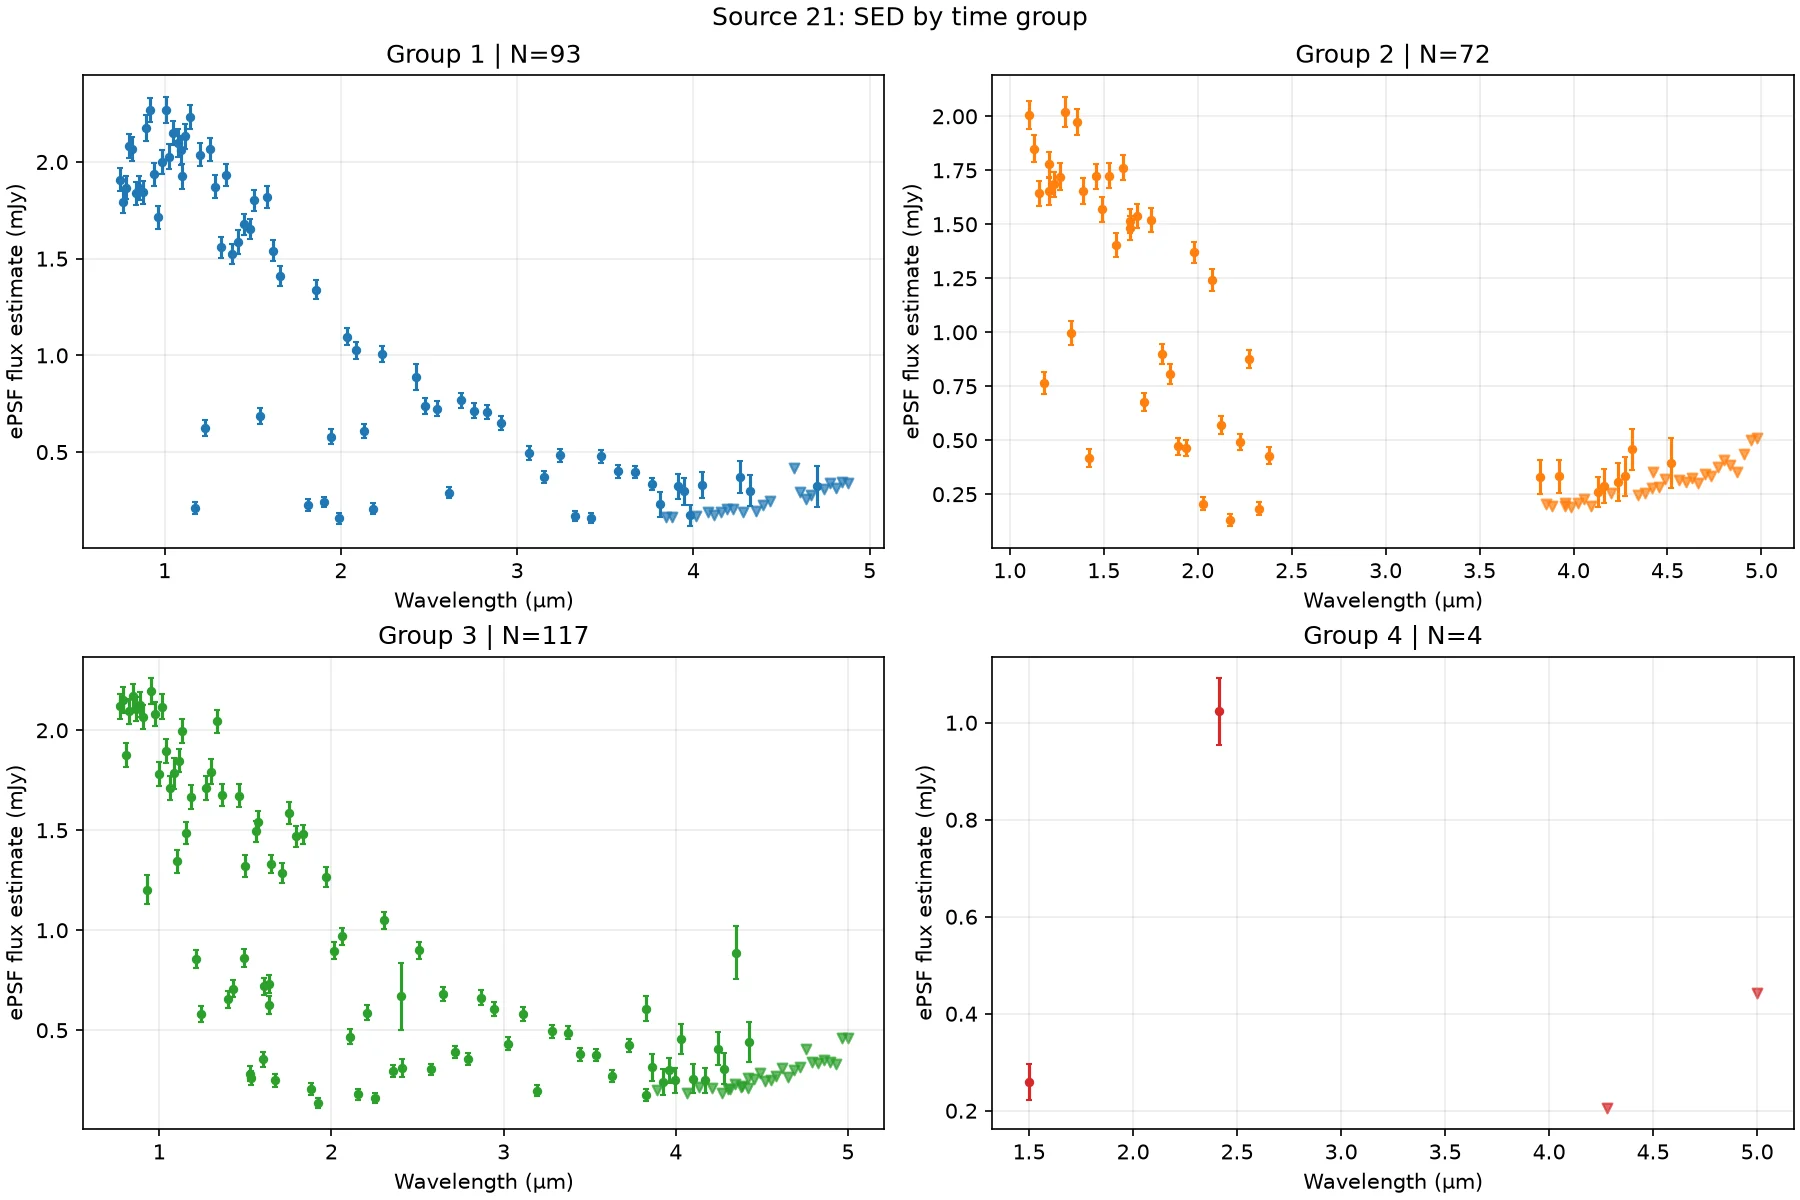 Source 21: SED by time group
Group 1 | N=93
ePSF flux estimate (mJy)
2.0
1.5
1.0
0.5
1 2 3 4 5
Wavelength (μm)
Group 2 | N=72
ePSF flux estimate (mJy)
2.00
1.75
1.50
1.25
1.00
0.75
0.50
0.25
1.0 1.5 2.0 2.5 3.0 3.5 4.0 4.5 5.0
Wavelength (μm)
Group 3 | N=117
ePSF flux estimate (mJy)
2.0
1.5
1.0
0.5
1 2 3 4 5
Wavelength (μm)
Group 4 | N=4
ePSF flux estimate (mJy)
1.0
0.8
0.6
0.4
0.2
1.5 2.0 2.5 3.0 3.5 4.0 4.5 5.0
Wavelength (μm)